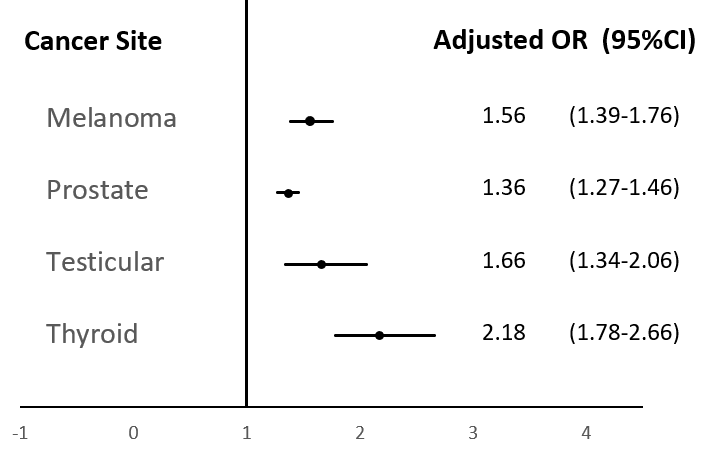 Cancer Site Adjusted OR (95%CI)
Melanoma 1.56 (1.39-1.76)
Prostate 1.36 (1.27-1.46)
Testicular 1.66 (1.34-2.06)
Thyroid 2.18 (1.78-2.66)
-1 0 1 2 3 4